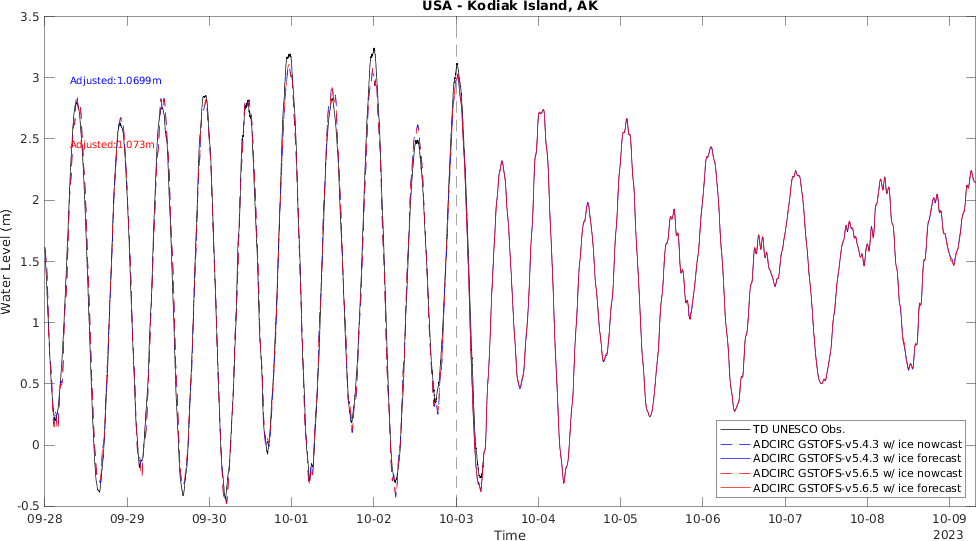 USA - Kodiak Island, AK
3.5
3
2.5
2
1.5
1
0.5
0
-0.5
Water Level (m)
Adjusted:1.0699m
Adjusted:1.073m
TD UNESCO Obs.
ADCIRC GSTOFS-v5.4.3 w/ ice nowcast
ADCIRC GSTOFS-v5.4.3 w/ ice forecast
ADCIRC GSTOFS-v5.6.5 w/ ice nowcast
ADCIRC GSTOFS-v5.6.5 w/ ice forecast
09-28 09-29 09-30 10-01 10-02 10-03 10-04 10-05 10-06 10-07 10-08 10-09
Time 2023